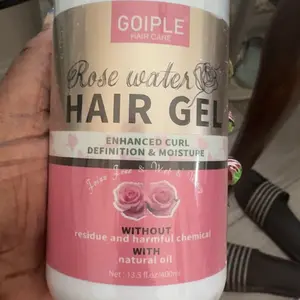 GOIPLE
HAIR CARE
Rose water
HAIR GEL
ENHANCED CURL
DEFINITION & MOISTURE
WITHOUT
residue and harmful chemical
WITH
natural oil